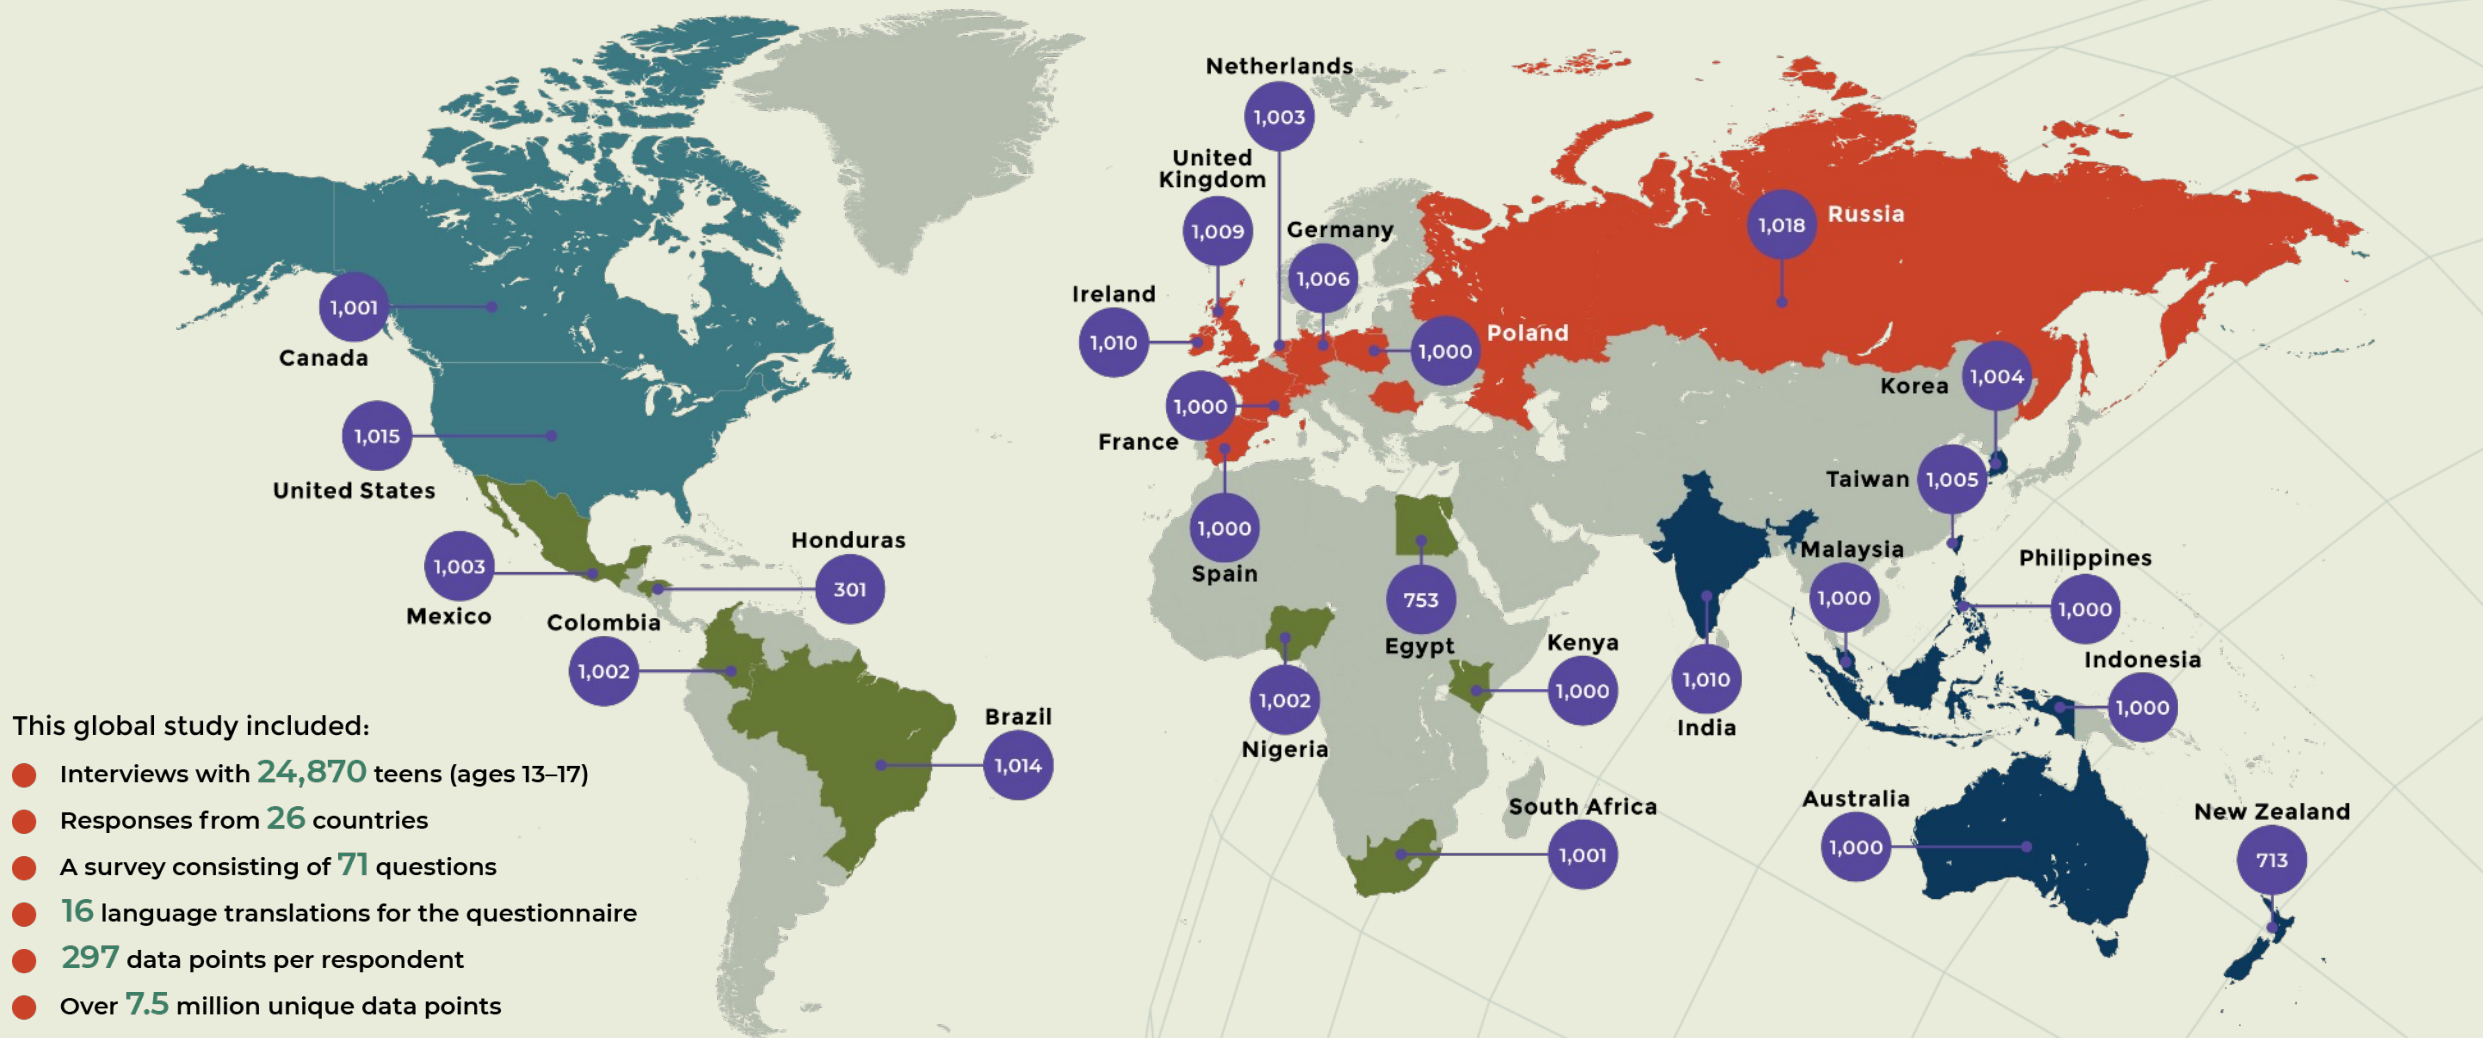 Netherlands
1,003
United
Kingdom
1,009
Germany
1,006
1,018
Russia
Ireland
1,010
1,001
Canada
Poland
1,000
Korea
1,004
1,000
France
1,015
United States
Taiwan
1,005
1,000
Spain
Honduras
301
1,003
Mexico
Malaysia
1,000
Philippines
1,000
753
Egypt
Colombia
1,002
Kenya
1,000
1,010
India
Indonesia
1,000
1,002
Nigeria
Brazil
1,014
South Africa
1,001
Australia
1,000
New Zealand
713
This global study included:
Interviews with 24,870 teens (ages 13–17)
Responses from 26 countries
A survey consisting of 71 questions
16 language translations for the questionnaire
297 data points per respondent
Over 7.5 million unique data points